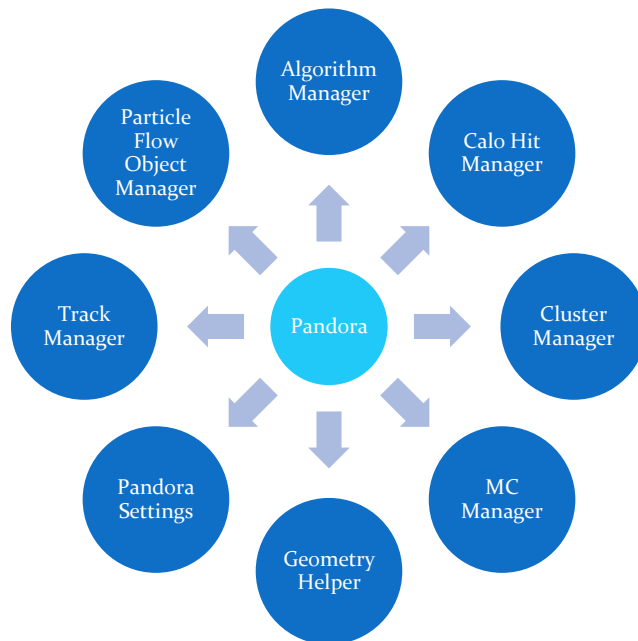 Algorithm
Manager
Particle
Flow
Object
Manager
Calo Hit
Manager
Track
Manager
Pandora
Cluster
Manager
Pandora
Settings
MC
Manager
Geometry
Helper